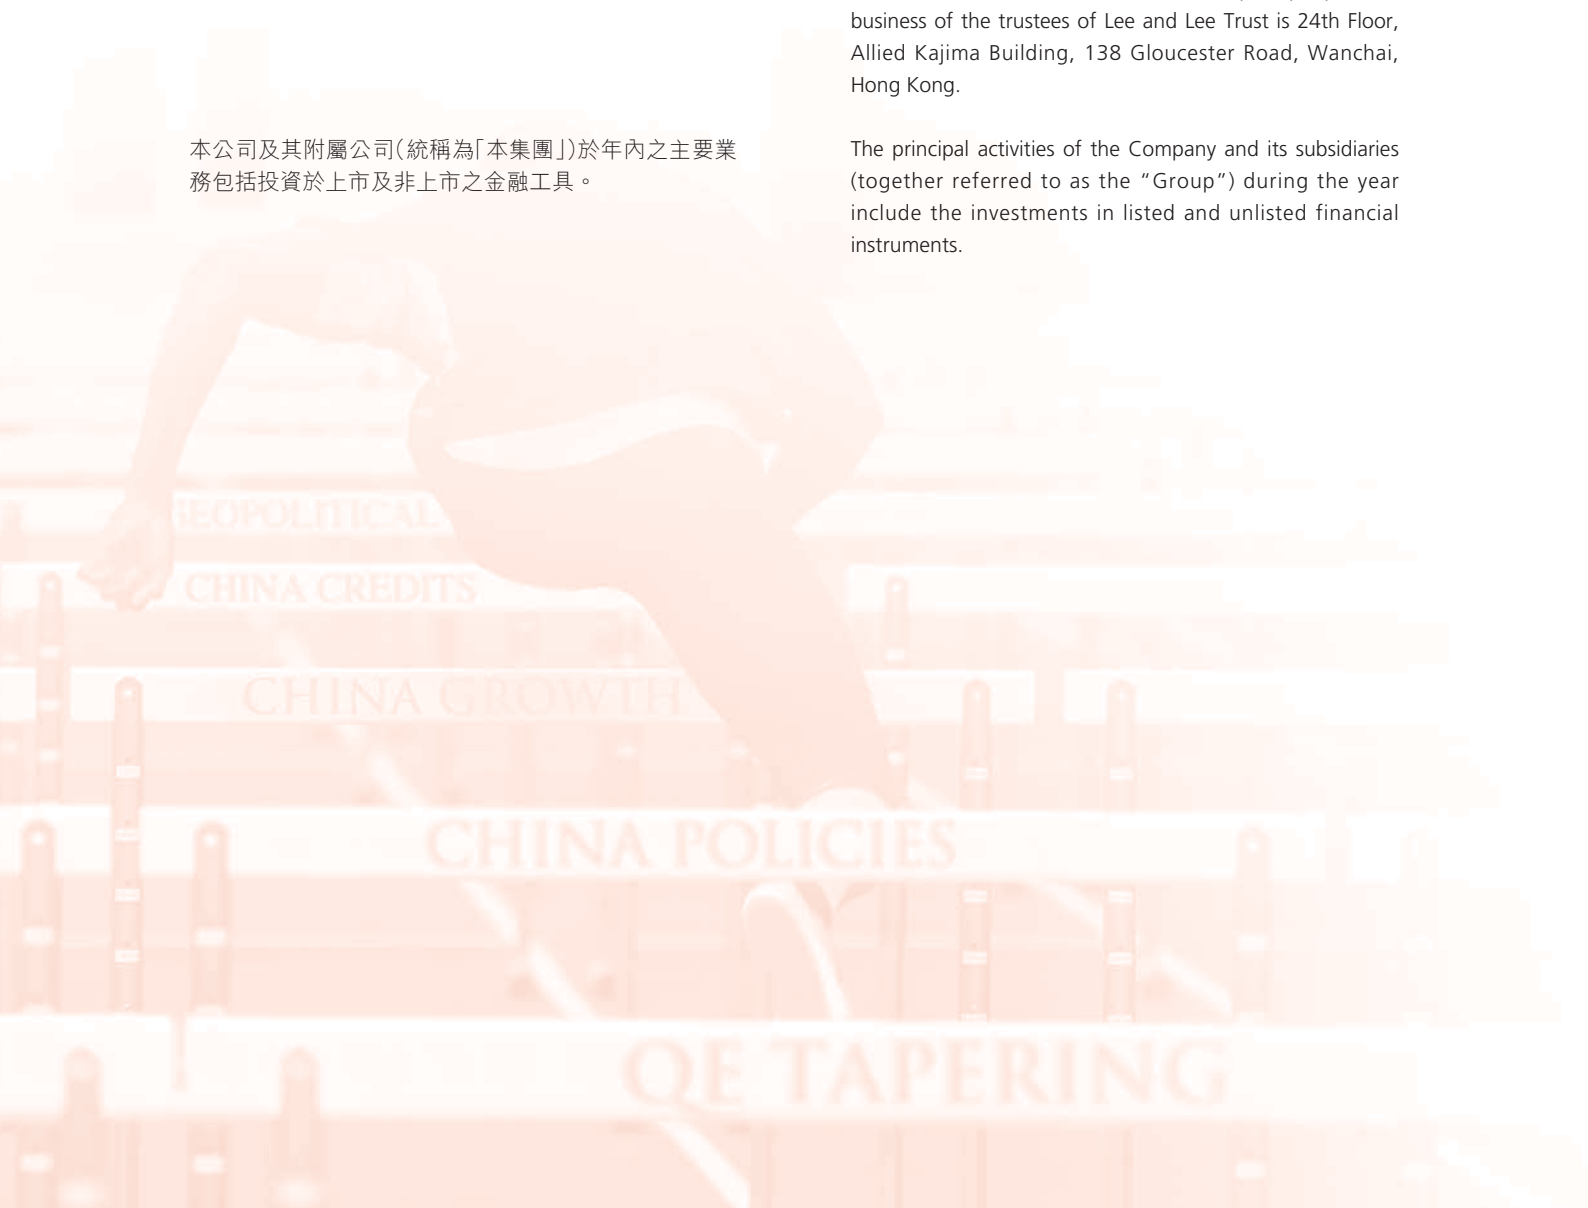 business of the trustees of Lee and Lee Trust is 24th Floor,
Allied Kajima Building, 138 Gloucester Road, Wanchai,
Hong Kong.
本公司及其附屬公司(統稱為「本集團」)於年內之主要業
務包括投資於上市及非上市之金融工具。
The principal activities of the Company and its subsidiaries
(together referred to as the “Group”) during the year
include the investments in listed and unlisted financial
instruments.
GEOPOLITICAL
CHINA CREDITS
CHINA GROWTH
CHINA POLICIES
QE TAPERING